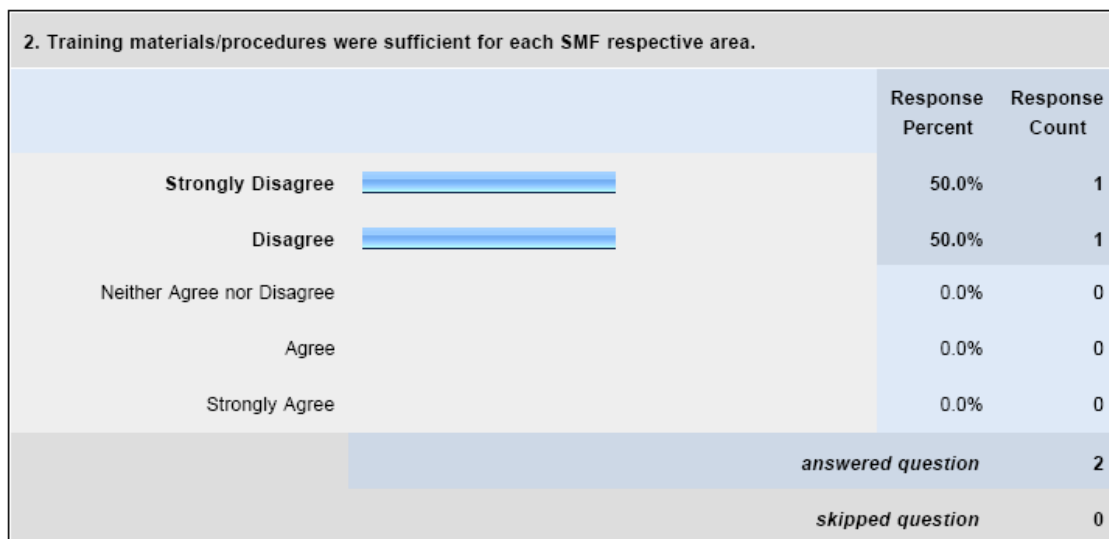 2. Training materials/procedures were sufficient for each SMF respective area.
Response Percent Response Count
Strongly Disagree 50.0% 1
Disagree 50.0% 1
Neither Agree nor Disagree 0.0% 0
Agree 0.0% 0
Strongly Agree 0.0% 0
answered question 2
skipped question 0